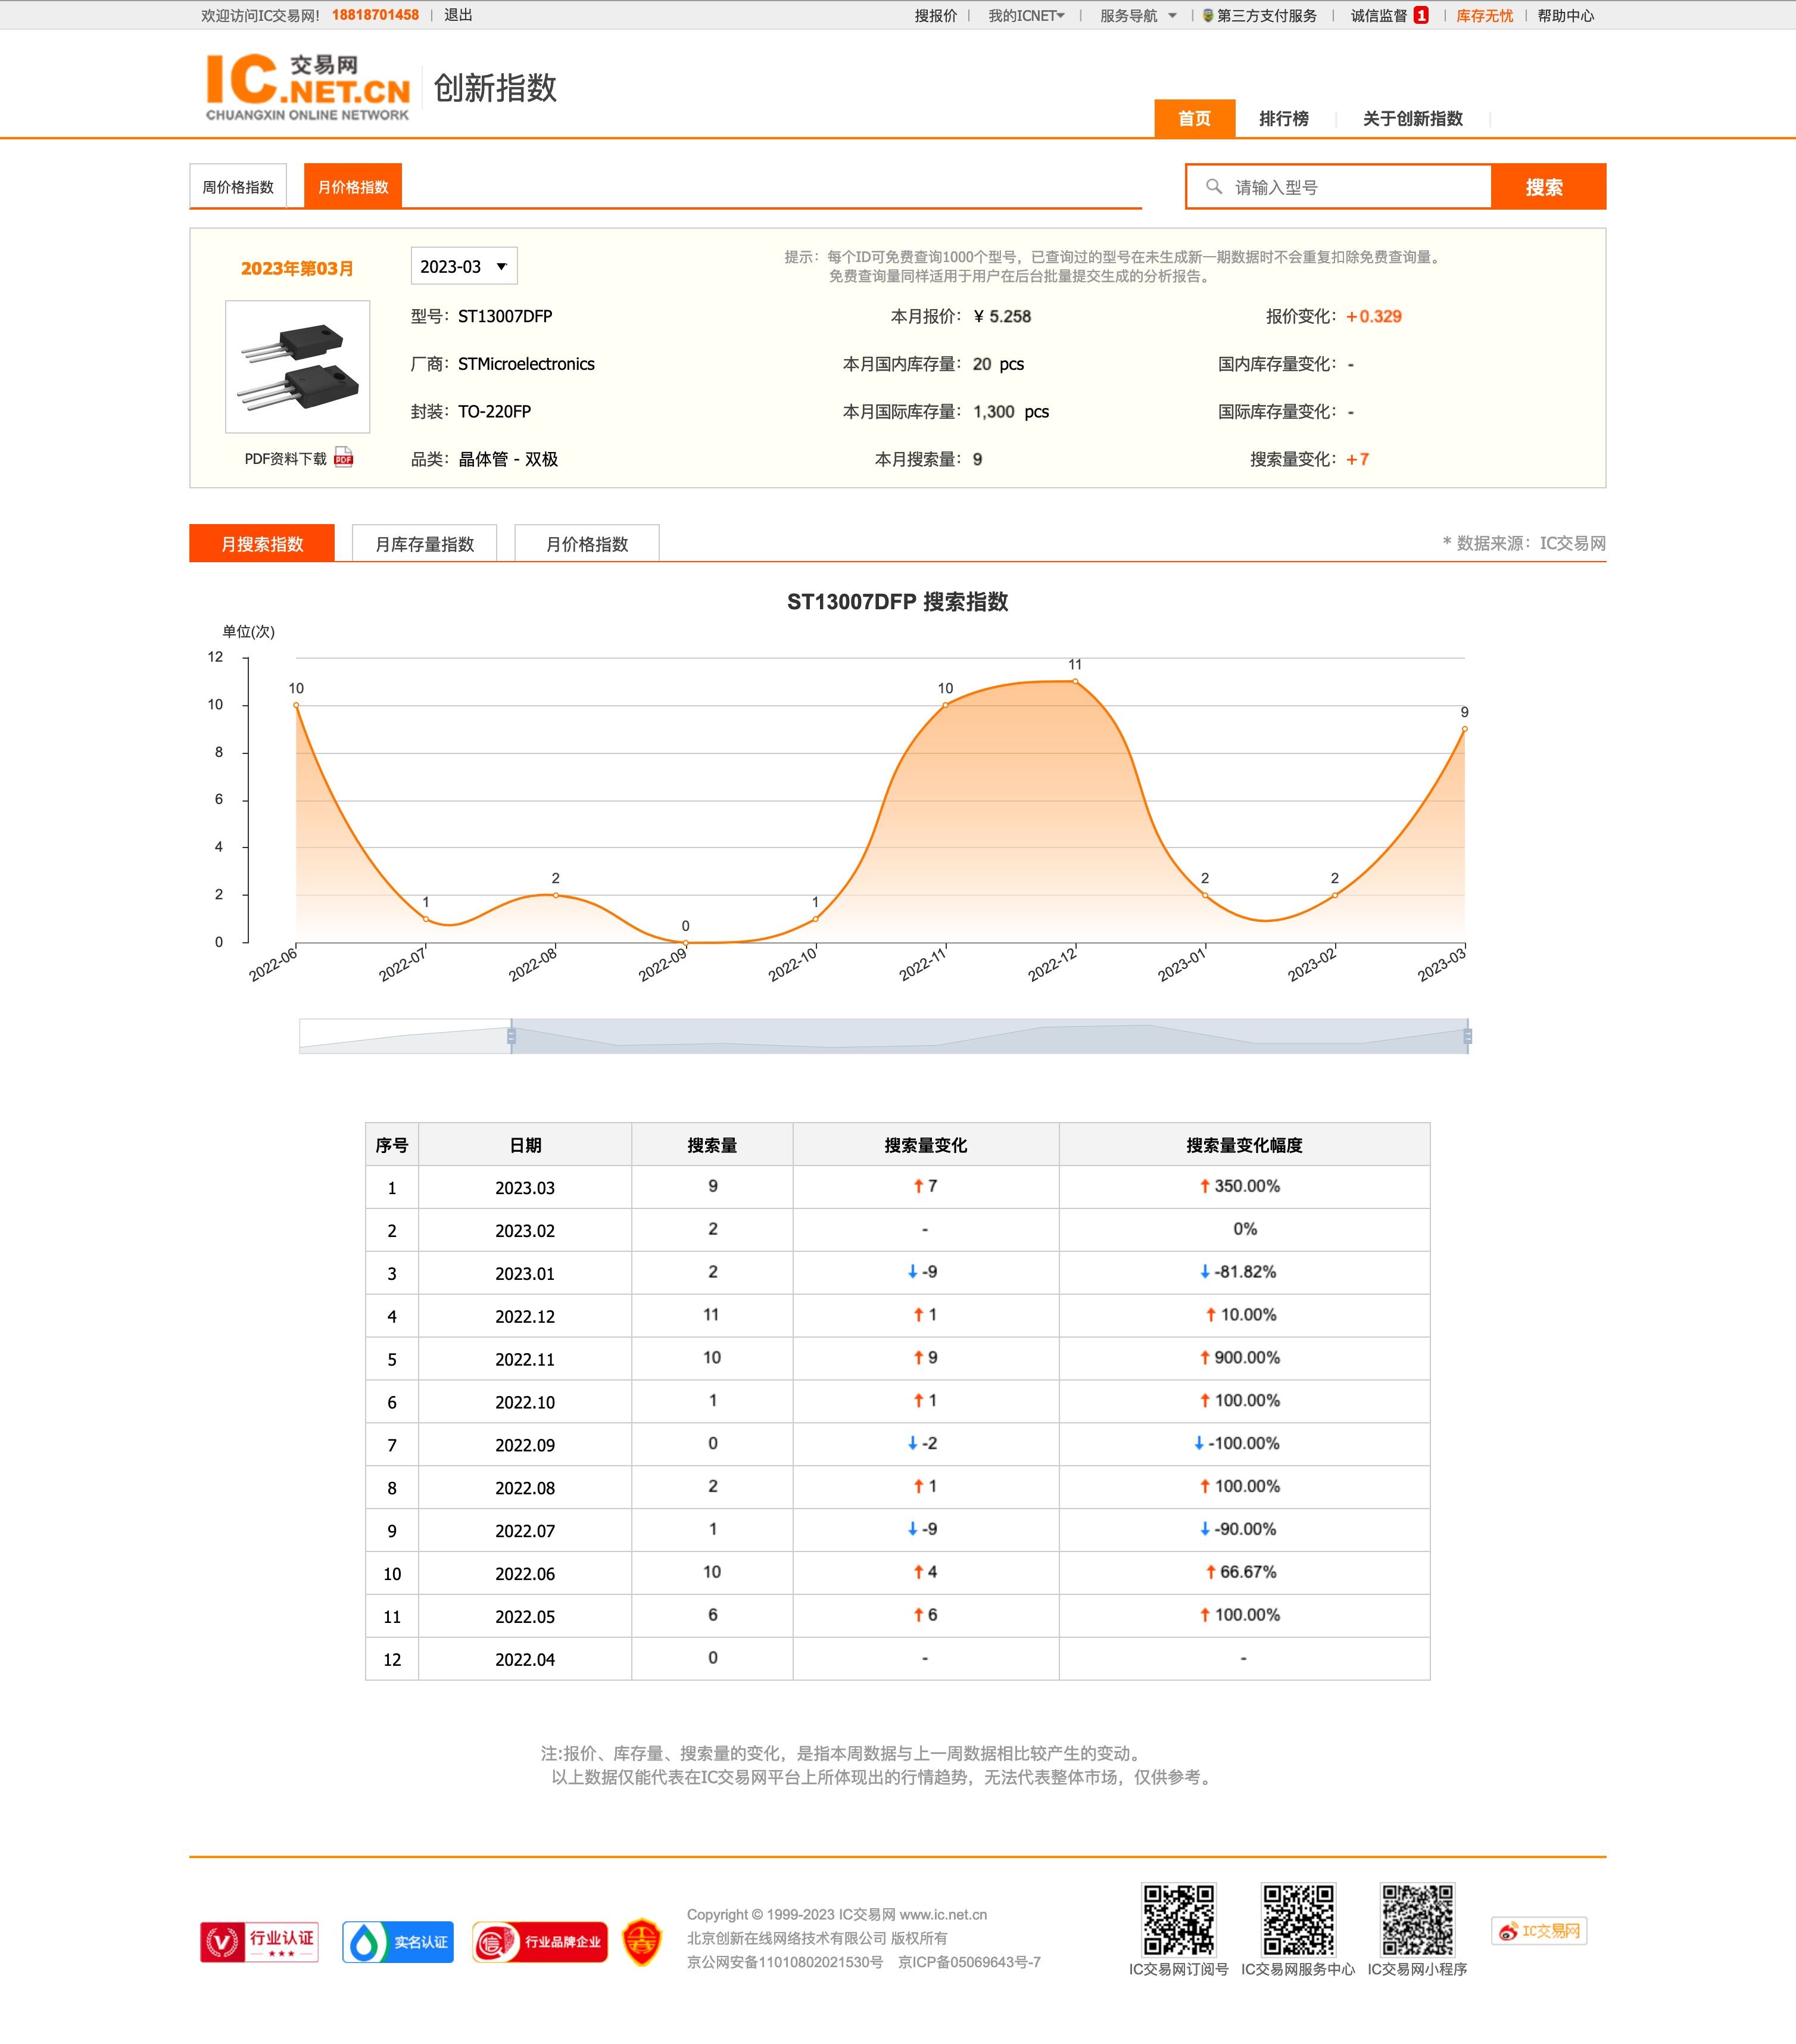 欢迎访问IC交易网! 18818701458 | 退出
搜报价 | 我的ICNET | 服务导航 | 第三方支付服务 | 诚信监督 1 | 库存无忧 | 帮助中心
IC交易网
.NET.CN
CHUANGXIN ONLINE NETWORK
创新指数
首页 排行榜 关于创新指数
周价格指数 月价格指数 请输入型号 搜索
2023年第03月 2023-03
提示：每个ID可免费查询1000个型号，已查询过的型号在未生成新一期数据时不会重复扣除免费查询量。
免费查询量同样适用于用户在后台批量提交生成的分析报告。
型号：ST13007DFP 本月报价：¥ 5.258 报价变化：+0.329
厂商：STMicroelectronics 本月国内库存量：20 pcs 国内库存量变化：-
封装：TO-220FP 本月国际库存量：1,300 pcs 国际库存量变化：-
PDF资料下载 PDF 品类：晶体管 - 双极 本月搜索量：9 搜索量变化：+7
月搜索指数 月库存量指数 月价格指数 * 数据来源：IC交易网
ST13007DFP 搜索指数
单位(次)
12
10
8
6
4
2
0
10 1 2 0 1 10 11 2 2 9
2022-06 2022-07 2022-08 2022-09 2022-10 2022-11 2022-12 2023-01 2023-02 2023-03
序号 日期 搜索量 搜索量变化 搜索量变化幅度
1 2023.03 9 ↑ 7 ↑ 350.00%
2 2023.02 2 - 0%
3 2023.01 2 ↓ -9 ↓ -81.82%
4 2022.12 11 ↑ 1 ↑ 10.00%
5 2022.11 10 ↑ 9 ↑ 900.00%
6 2022.10 1 ↑ 1 ↑ 100.00%
7 2022.09 0 ↓ -2 ↓ -100.00%
8 2022.08 2 ↑ 1 ↑ 100.00%
9 2022.07 1 ↓ -9 ↓ -90.00%
10 2022.06 10 ↑ 4 ↑ 66.67%
11 2022.05 6 ↑ 6 ↑ 100.00%
12 2022.04 0 - -
注:报价、库存量、搜索量的变化，是指本周数据与上一周数据相比较产生的变动。
以上数据仅能代表在IC交易网平台上所体现出的行情趋势，无法代表整体市场，仅供参考。
行业认证 实名认证 信 行业品牌企业
Copyright © 1999-2023 IC交易网 www.ic.net.cn
北京创新在线网络技术有限公司 版权所有
京公网安备11010802021530号 京ICP备05069643号-7
IC交易网订阅号 IC交易网服务中心 IC交易网小程序
IC交易网